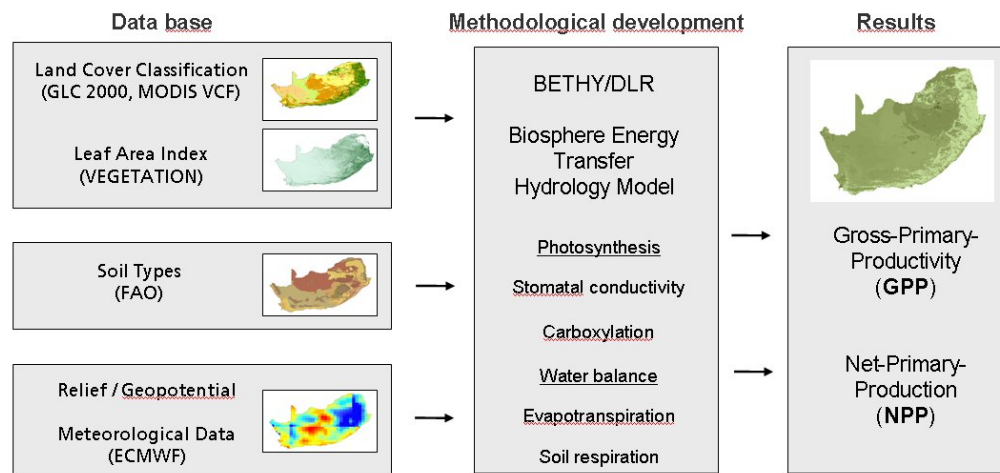 Data base
Methodological development
Results
Land Cover Classification
(GLC 2000, MODIS VCF)
Leaf Area Index
(VEGETATION)
Soil Types
(FAO)
Relief / Geopotential
Meteorological Data
(ECMWF)
BETHY/DLR
Biosphere Energy
Transfer
Hydrology Model
Photosynthesis
Stomatal conductivity
Carboxylation
Water balance
Evapotranspiration
Soil respiration
Gross-Primary-
Productivity
(GPP)
Net-Primary-
Production
(NPP)